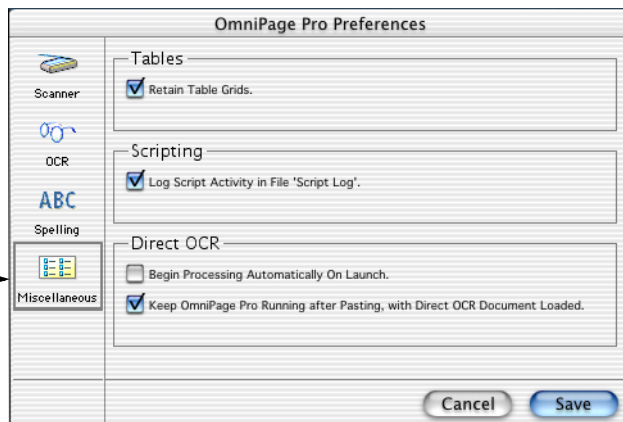 OmniPage Pro Preferences
Scanner
OCR
ABC
Spelling
Miscellaneous
Tables
Retain Table Grids.
Scripting
Log Script Activity in File 'Script Log'.
Direct OCR
Begin Processing Automatically On Launch.
Keep OmniPage Pro Running after Pasting, with Direct OCR Document Loaded.
Cancel
Save